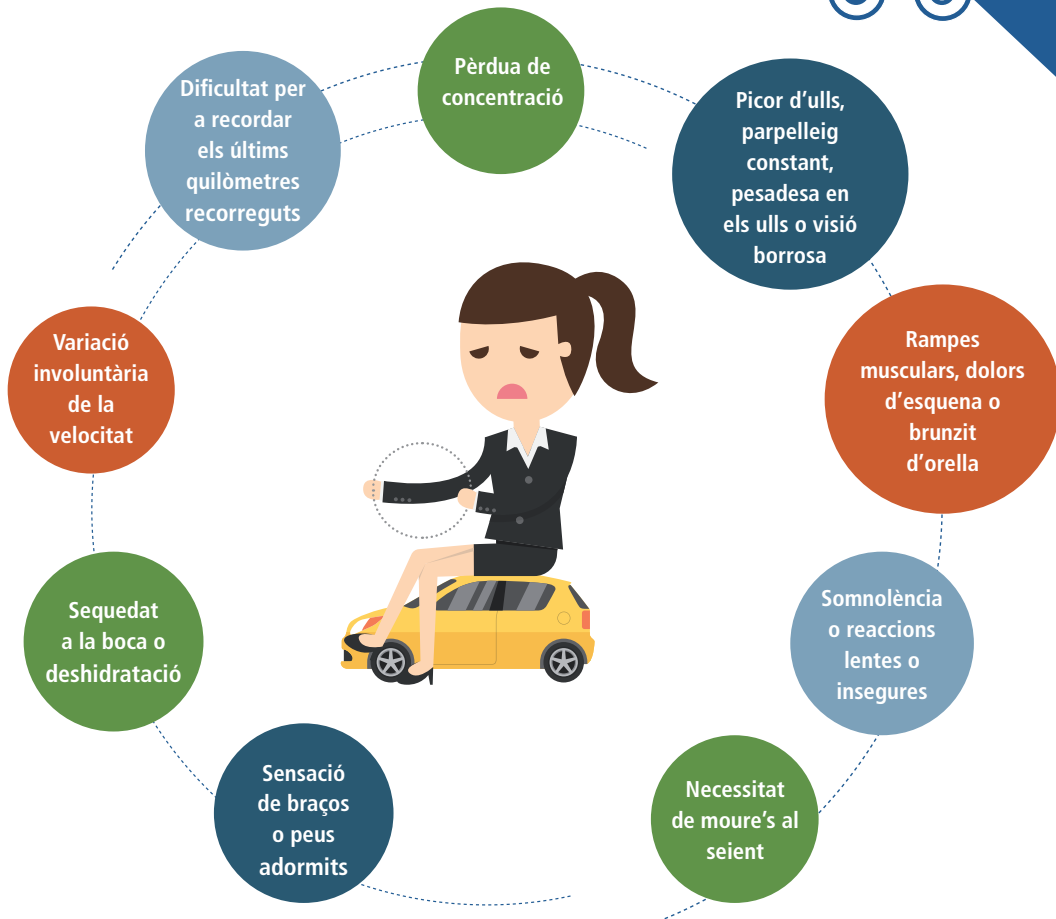 Pèrdua de
concentració
Picor d'ulls,
parpelleig
constant,
pesadesa en
els ulls o visió
borrosa
Rampes
musculars, dolors
d'esquena o
brunzit
d'orella
Somnolència
o reaccions
lentes o
insegures
Necessitat
de moure's al
seient
Sensació
de braços
o peus
adormits
Sequedat
a la boca o
deshidratació
Variació
involuntària
de la
velocitat
Dificultat per
a recordar
els últims
quilòmetres
recorreguts